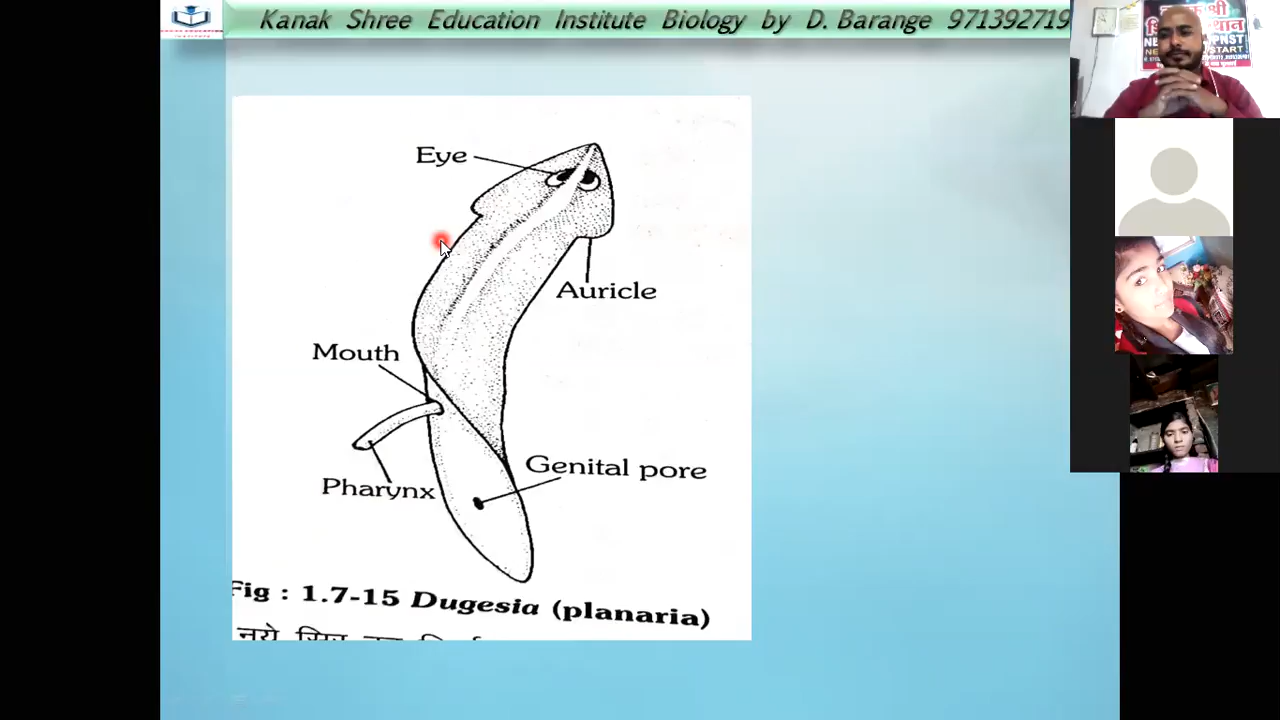 Kanak Shree Education Institute Biology by D. Barange 971392719
Eye
Auricle
Mouth
Pharynx
Genital pore
Fig : 1.7-15 Dugesia (planaria)
नये सिर